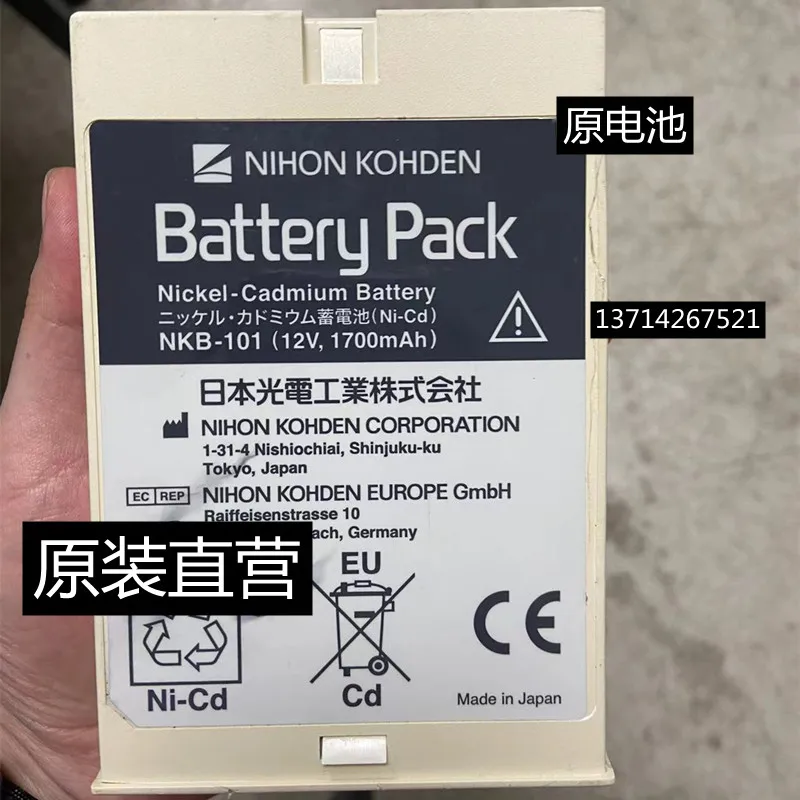 原电池
NIHON KOHDEN
Battery Pack
Nickel-Cadmium Battery
ニッケル・カドミウム蓄電池(Ni-Cd)
NKB-101 (12V, 1700mAh)
13714267521
日本光電工業株式会社
NIHON KOHDEN CORPORATION
1-31-4 Nishiochiai, Shinjuku-ku
Tokyo, Japan
EC REP NIHON KOHDEN EUROPE GmbH
Raiffeisenstrasse 10
Germany
原装直营
EU
Ni-Cd
Cd
CE
Made in Japan